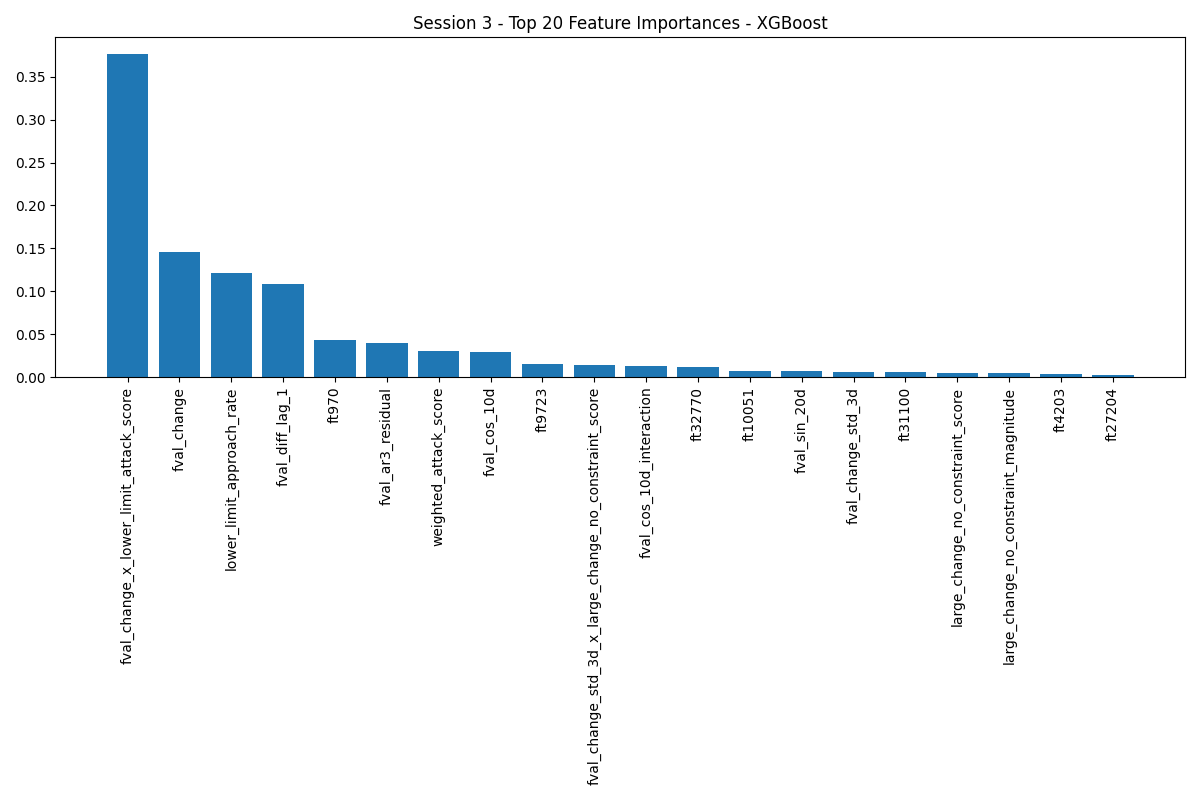 Session 3 - Top 20 Feature Importances - XGBoost
0.35
0.30
0.25
0.20
0.15
0.10
0.05
0.00
fval_change_x_lower_limit_attack_score
fval_change
lower_limit_approach_rate
fval_diff_lag_1
ft970
fval_ar3_residual
weighted_attack_score
fval_cos_10d
ft9723
fval_change_std_3d_x_large_change_no_constraint_score
fval_cos_10d_interaction
ft32770
ft10051
fval_sin_20d
fval_change_std_3d
ft31100
large_change_no_constraint_score
large_change_no_constraint_magnitude
ft4203
ft27204